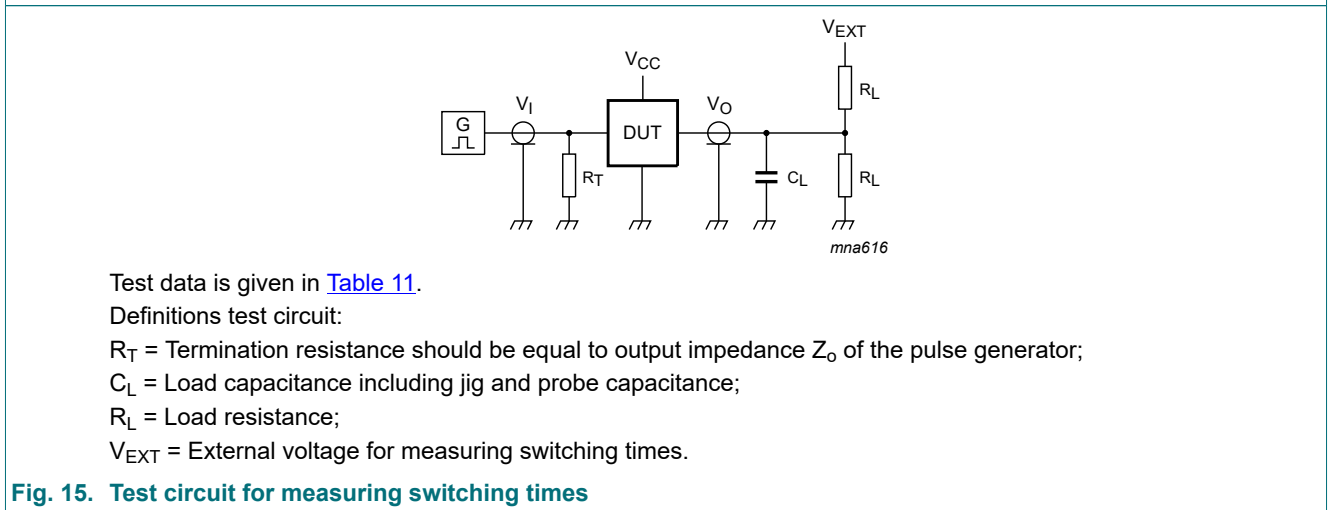 VEXT
VCC
RL
VI
VO
G
DUT
RT
CL
RL
mna616
Test data is given in Table 11.
Definitions test circuit:
RT = Termination resistance should be equal to output impedance Zo of the pulse generator;
CL = Load capacitance including jig and probe capacitance;
RL = Load resistance;
VEXT = External voltage for measuring switching times.
Fig. 15. Test circuit for measuring switching times